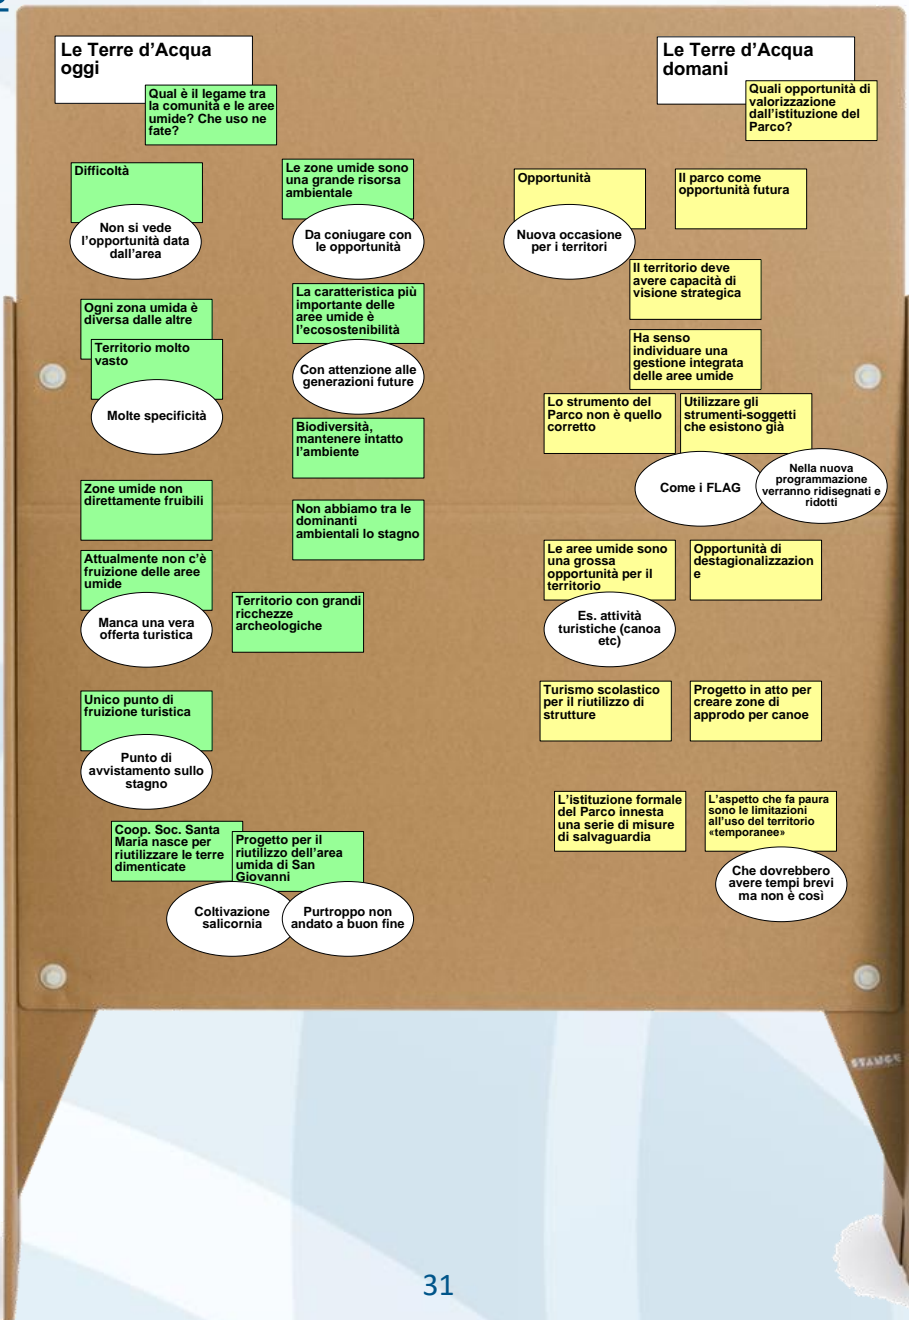 Le Terre d'Acqua
oggi
Qual è il legame tra
la comunità e le aree
umide? Che uso ne
fate?
Difficoltà
Non si vede
l'opportunità data
dall'area
Le zone umide sono
una grande risorsa
ambientale
Da coniugare con
le opportunità
Ogni zona umida è
diversa dalle altre
Territorio molto
vasto
Molte specificità
La caratteristica più
importante delle
aree umide è
l'ecosostenibilità
Con attenzione alle
generazioni future
Biodiversità,
mantenere intatto
l'ambiente
Zone umide non
direttamente fruibili
Non abbiamo tra le
dominanti
ambientali lo stagno
Attualmente non c'è
fruizione delle aree
umide
Manca una vera
offerta turistica
Territorio con grandi
ricchezze
archeologiche
Unico punto di
fruizione turistica
Punto di
avvistamento sullo
stagno
Coop. Soc. Santa
Maria nasce per
riutilizzare le terre
dimenticate
Progetto per il
riutilizzo dell'area
umida di San
Giovanni
Coltivazione
salicornia
Purtroppo non
andato a buon fine
Le Terre d'Acqua
domani
Quali opportunità di
valorizzazione
dall'istituzione del
Parco?
Opportunità
Nuova occasione
per i territori
Il parco come
opportunità futura
Il territorio deve
avere capacità di
visione strategica
Ha senso
individuare una
gestione integrata
delle aree umide
Lo strumento del
Parco non è quello
corretto
Utilizzare gli
strumenti-soggetti
che esistono già
Come i FLAG
Nella nuova
programmazione
verranno ridisegnati e
ridotti
Le aree umide sono
una grossa
opportunità per il
territorio
Es. attività
turistiche (canoa
etc)
Opportunità di
destagionalizzazion
e
Turismo scolastico
per il riutilizzo di
strutture
Progetto in atto per
creare zone di
approdo per canoe
L'istituzione formale
del Parco innesta
una serie di misure
di salvaguardia
L'aspetto che fa paura
sono le limitazioni
all'uso del territorio
«temporanee»
Che dovrebbero
avere tempi brevi
ma non è così
31